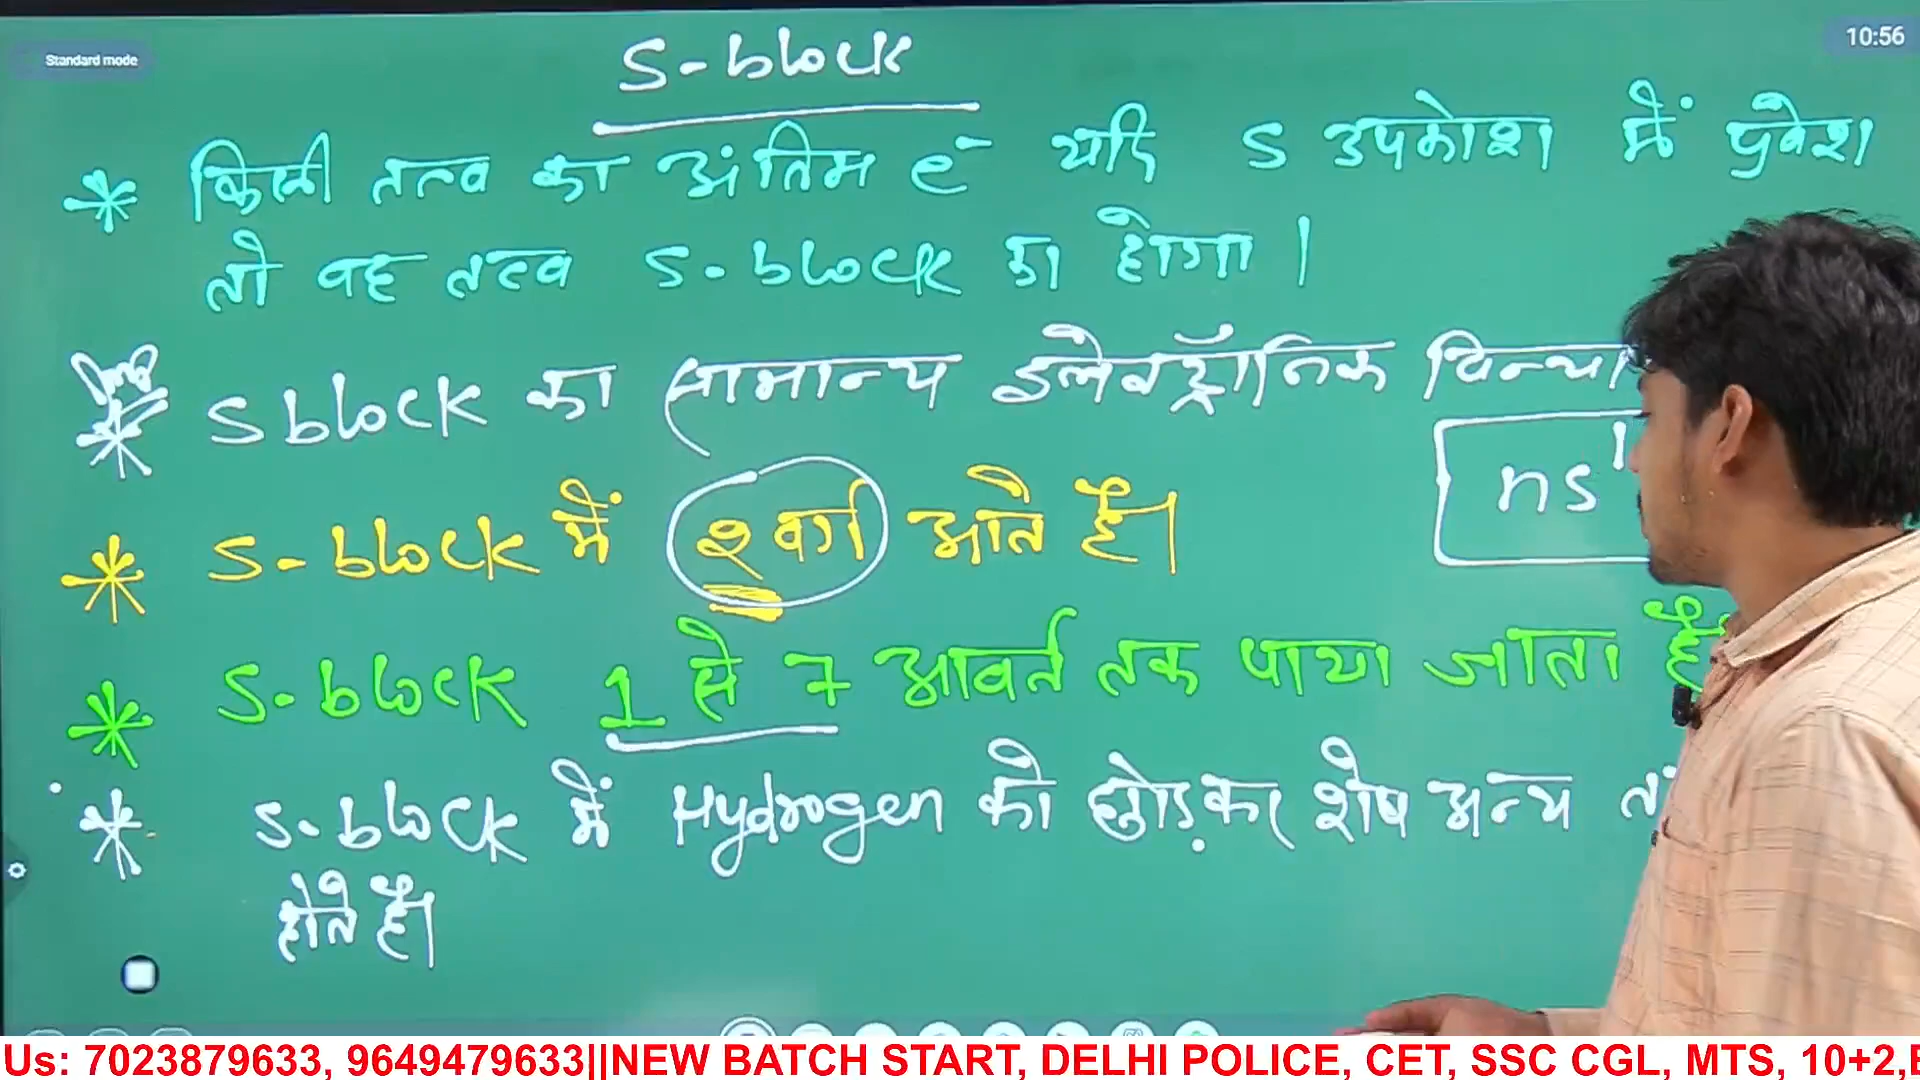 Standard mode
10:56
S-block
* किसी तत्व का अंतिम e⁻ यदि S उपकोश में प्रवेश
तो वह तत्व S-block का होगा।
* S block का सामान्य इलेक्ट्रॉनिक
ns¹
* S-block में 2 वर्ग आते है।
* S-block 1 से 7 आवर्त तक पाया जाता है
* S-block में Hydrogen को छोड़कर शेष अन्य
होते है।
Us: 7023879633, 9649479633||NEW BATCH START, DELHI POLICE, CET, SSC CGL, MTS, 10+2,